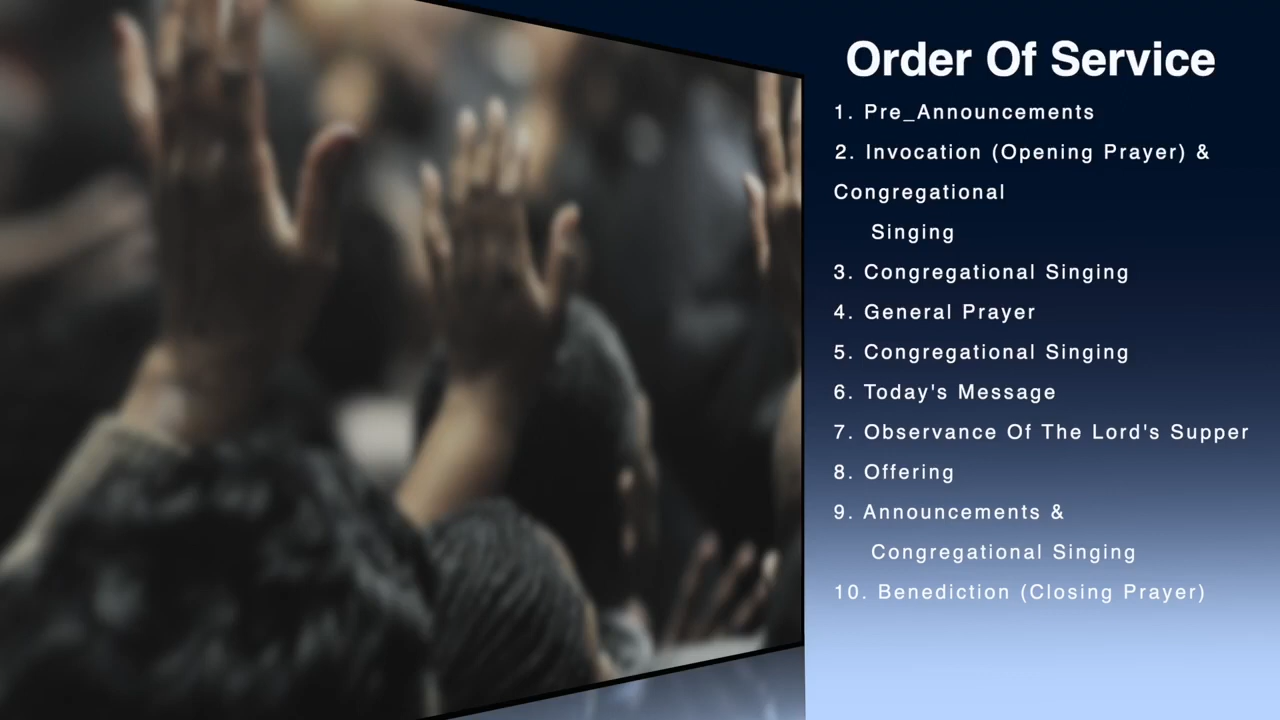 Order Of Service
1. Pre_Announcements
2. Invocation (Opening Prayer) &
Congregational
Singing
3. Congregational Singing
4. General Prayer
5. Congregational Singing
6. Today's Message
7. Observance Of The Lord's Supper
8. Offering
9. Announcements &
Congregational Singing
10. Benediction (Closing Prayer)